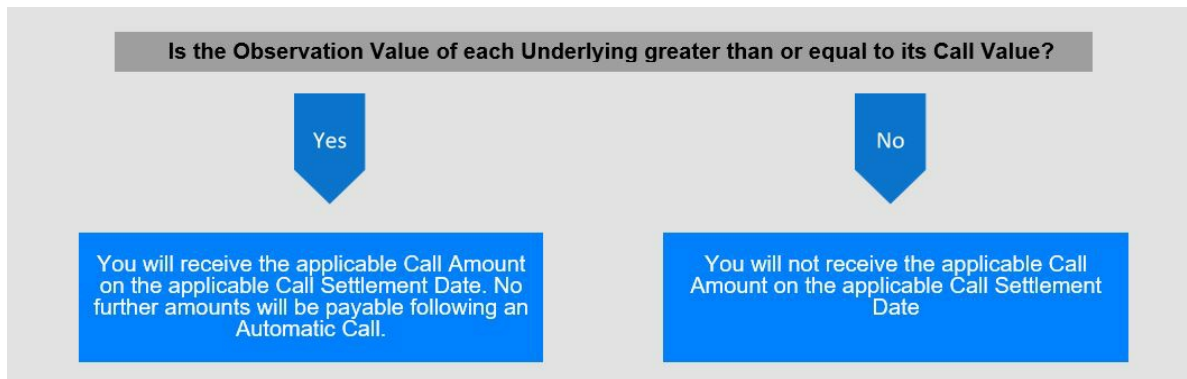 Is the Observation Value of each Underlying greater than or equal to its Call Value?
Yes
No
You will receive the applicable Call Amount
on the applicable Call Settlement Date. No
further amounts will be payable following an
Automatic Call.
You will not receive the applicable Call
Amount on the applicable Call Settlement
Date